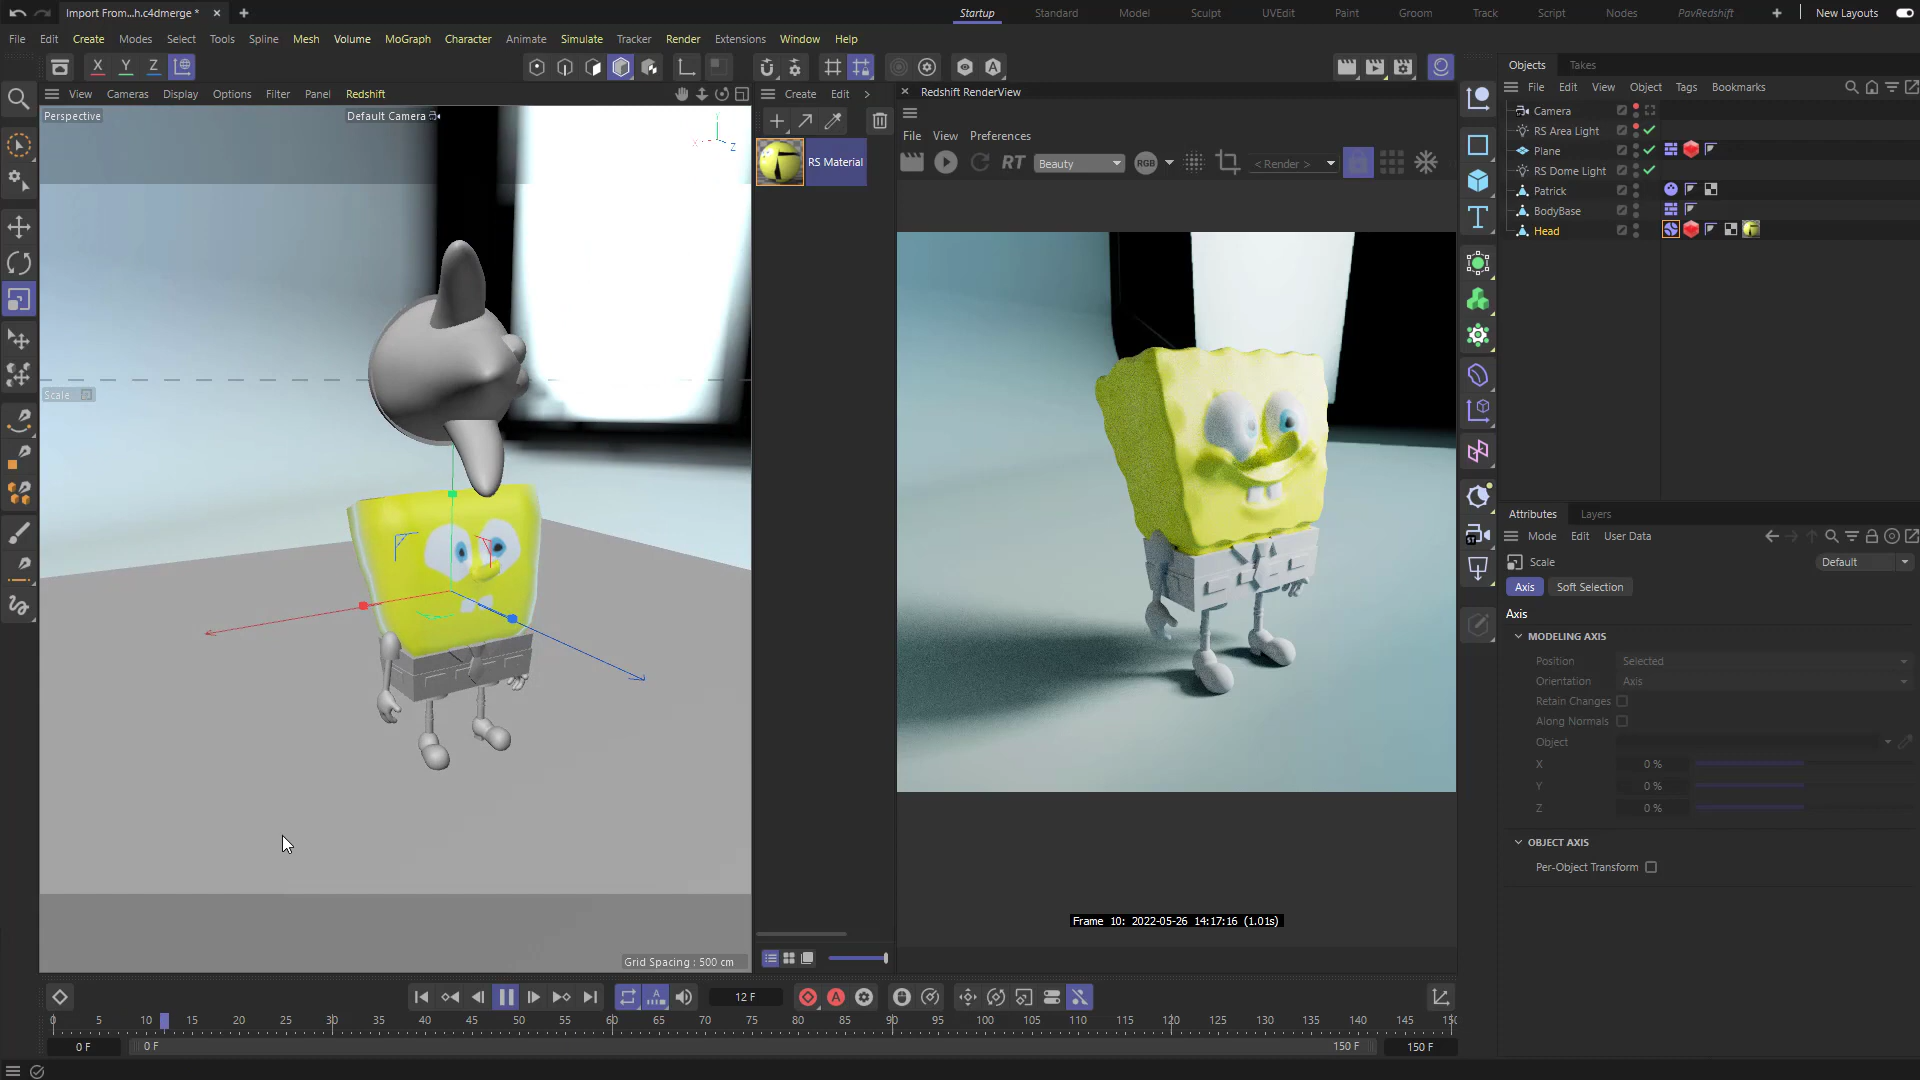 Import From...h.c4dmerge *
Startup Standard Model Sculpt UVEdit Paint Groom Track Script Nodes PavRedshift New Layouts
File Edit Create Modes Select Tools Spline Mesh Volume MoGraph Character Animate Simulate Tracker Render Extensions Window Help
X Y Z
View Cameras Display Options Filter Panel Redshift
Perspective
Default Camera
X Y Z
Scale
Grid Spacing : 500 cm
Create Edit
RS Material
Redshift RenderView
File View Preferences
RT Beauty RGB < Render >
Frame 10: 2022-05-26 14:17:16 (1.01s)
Objects Takes
File Edit View Object Tags Bookmarks
Camera
RS Area Light
Plane
RS Dome Light
Patrick
BodyBase
Head
Attributes Layers
Mode Edit User Data
Scale Default
Axis Soft Selection
Axis
MODELING AXIS
Position Selected
Orientation Axis
Retain Changes
Along Normals
Object
X 0 %
Y 0 %
Z 0 %
OBJECT AXIS
Per-Object Transform
12 F
0 5 10 15 20 25 30 35 40 45 50 55 60 65 70 75 80 85 90 95 100 105 110 115 120 125 130 135 140 145 150
0 F 0 F 150 F 150 F